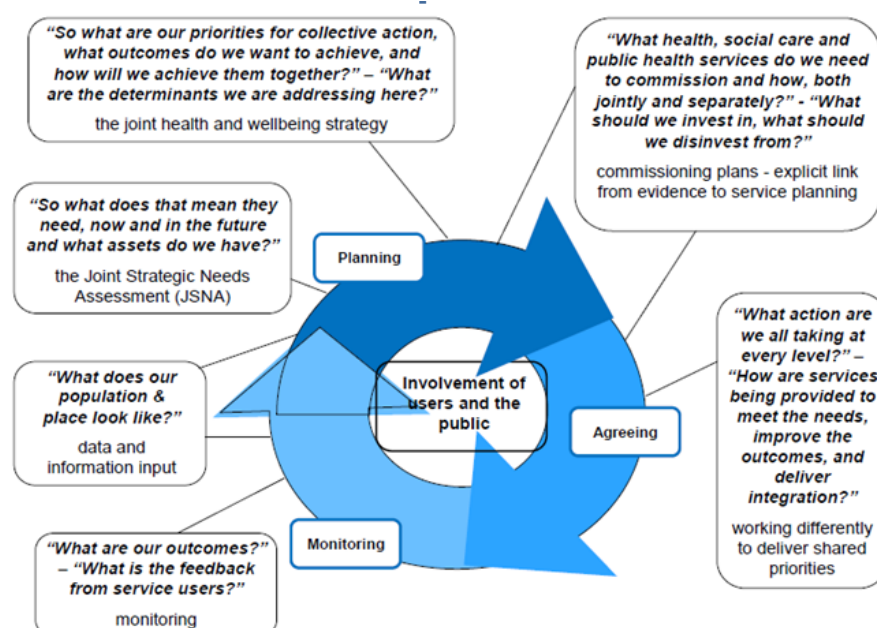 “So what are our priorities for collective action,
what outcomes do we want to achieve, and
how will we achieve them together?” – “What
are the determinants we are addressing here?”
the joint health and wellbeing strategy
“What health, social care and
public health services do we need
to commission and how, both
jointly and separately?” - “What
should we invest in, what should
we disinvest from?”
commissioning plans - explicit link
from evidence to service planning
“So what does that mean they
need, now and in the future
and what assets do we have?”
the Joint Strategic Needs
Assessment (JSNA)
Planning
“What does our
population &
place look like?”
data and
information input
Involvement of
users and the
public
Agreeing
“What action are
we all taking at
every level?” –
“How are services
being provided to
meet the needs,
improve the
outcomes, and
deliver
integration?”
working differently
to deliver shared
priorities
Monitoring
“What are our outcomes?”
– “What is the feedback
from service users?”
monitoring